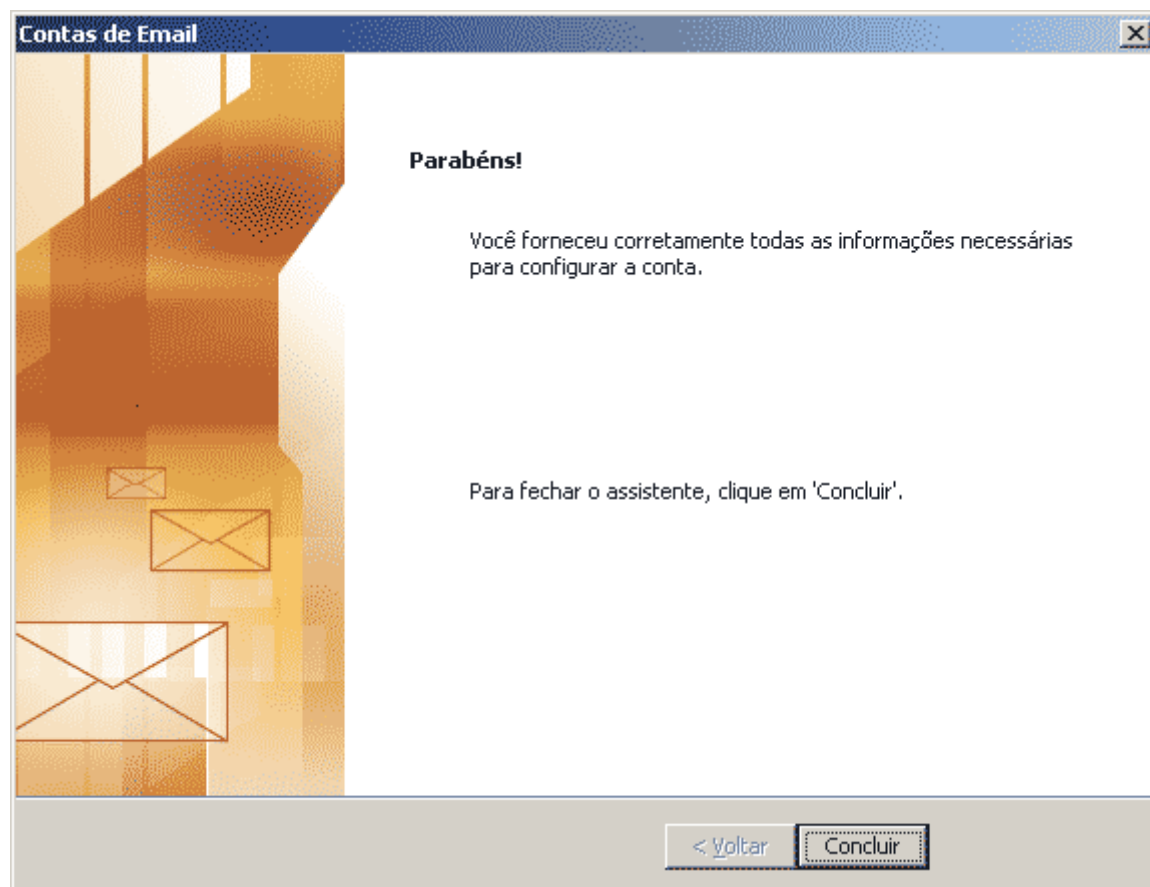 Contas de Email
Parabéns!
Você forneceu corretamente todas as informações necessárias
para configurar a conta.
Para fechar o assistente, clique em 'Concluir'.
< Voltar
Concluir